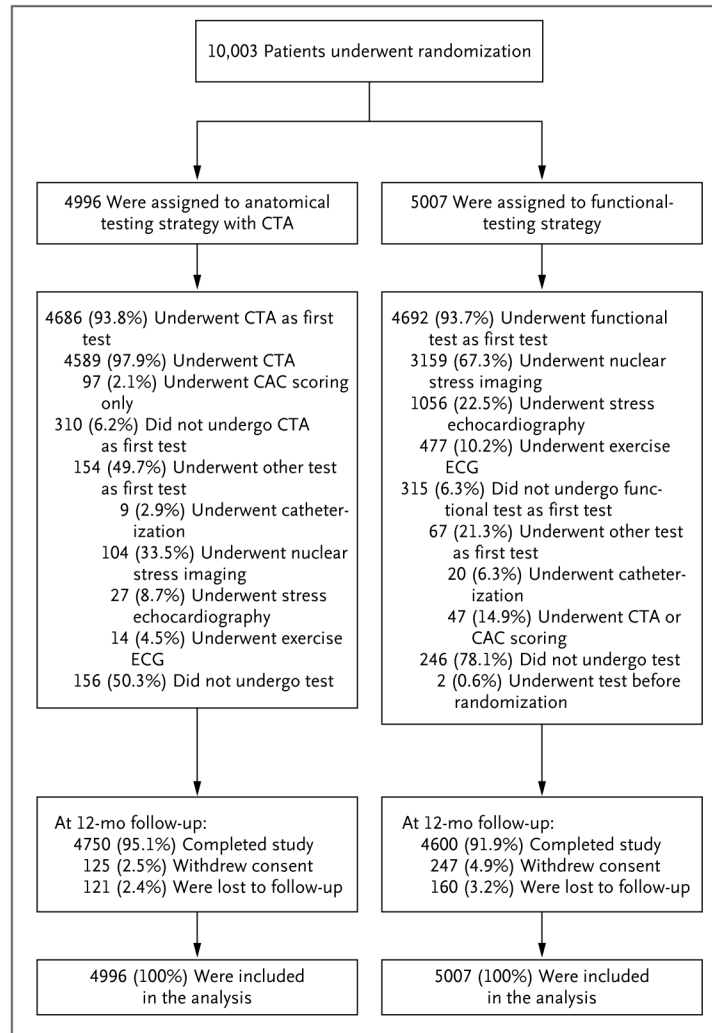 10,003 Patients underwent randomization
4996 Were assigned to anatomical
testing strategy with CTA
5007 Were assigned to functional-
testing strategy
4686 (93.8%) Underwent CTA as first
test
4589 (97.9%) Underwent CTA
97 (2.1%) Underwent CAC scoring
only
310 (6.2%) Did not undergo CTA
as first test
154 (49.7%) Underwent other test
as first test
9 (2.9%) Underwent catheter-
ization
104 (33.5%) Underwent nuclear
stress imaging
27 (8.7%) Underwent stress
echocardiography
14 (4.5%) Underwent exercise
ECG
156 (50.3%) Did not undergo test
4692 (93.7%) Underwent functional
test as first test
3159 (67.3%) Underwent nuclear
stress imaging
1056 (22.5%) Underwent stress
echocardiography
477 (10.2%) Underwent exercise
ECG
315 (6.3%) Did not undergo func-
tional test as first test
67 (21.3%) Underwent other test
as first test
20 (6.3%) Underwent catheter-
ization
47 (14.9%) Underwent CTA or
CAC scoring
246 (78.1%) Did not undergo test
2 (0.6%) Underwent test before
randomization
At 12-mo follow-up:
4750 (95.1%) Completed study
125 (2.5%) Withdrew consent
121 (2.4%) Were lost to follow-up
At 12-mo follow-up:
4600 (91.9%) Completed study
247 (4.9%) Withdrew consent
160 (3.2%) Were lost to follow-up
4996 (100%) Were included
in the analysis
5007 (100%) Were included
in the analysis